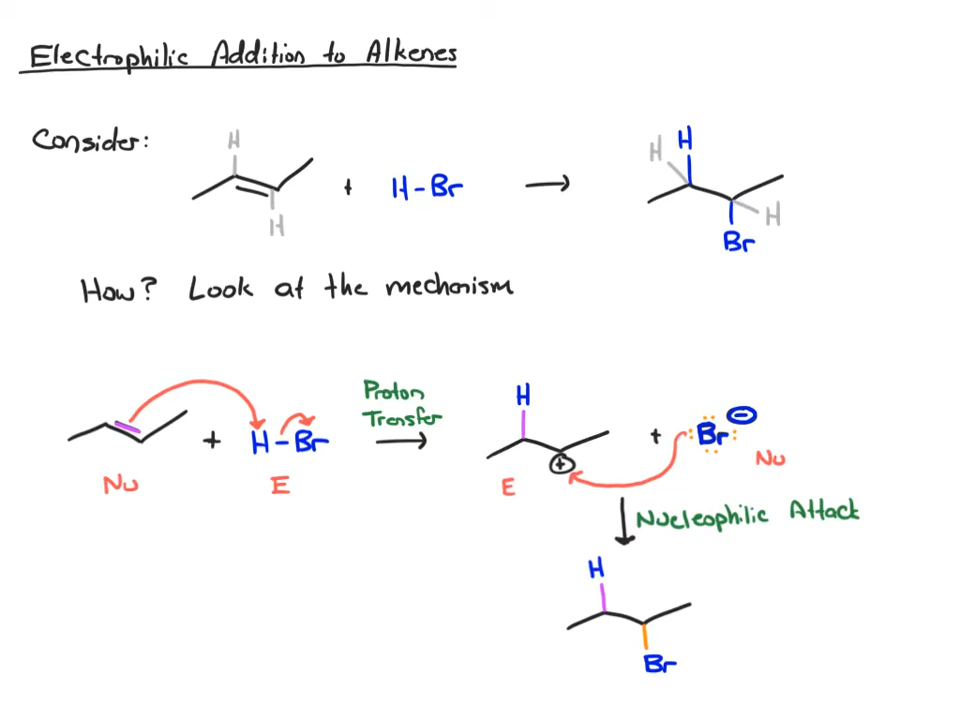 Electrophilic Addition to Alkenes
Consider:
H
H
+ H-Br →
H H
H
Br
How? Look at the mechanism
Proton
Transfer
+ H-Br →
Nu E
H
⊕
E
+ :Br: ⊖
Nu
Nucleophilic Attack
H
Br